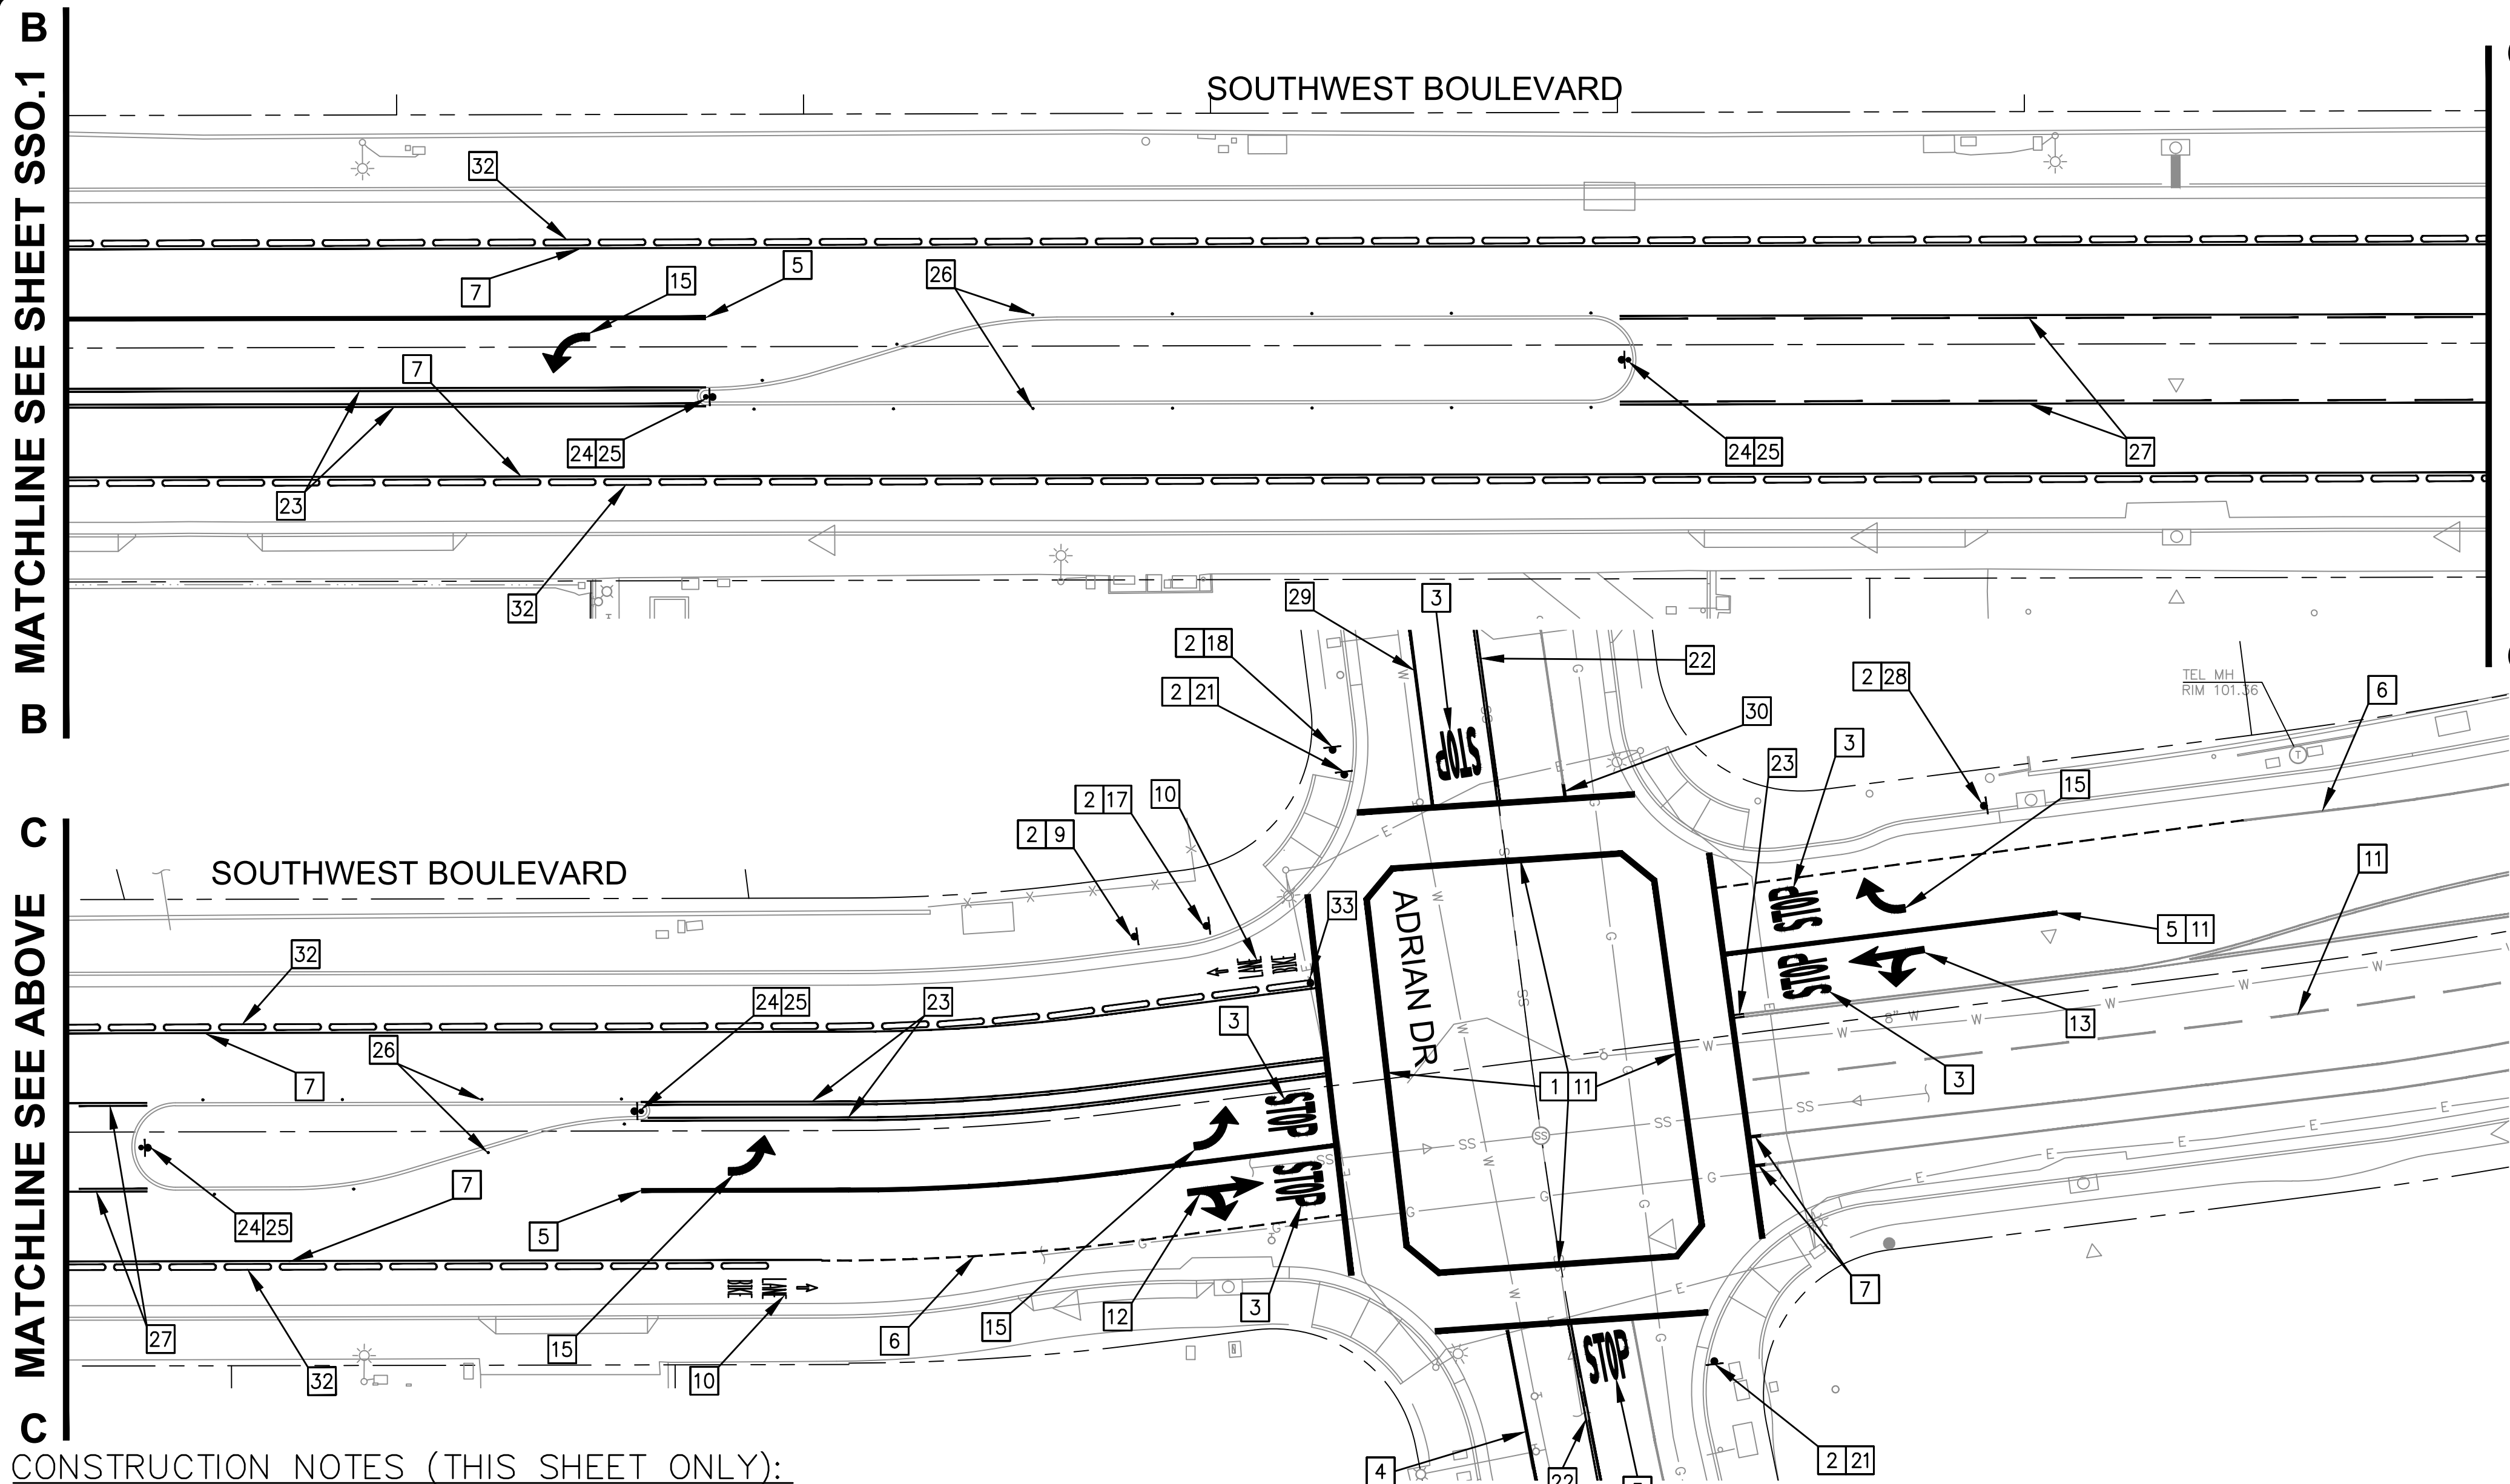 B
MATCHLINE SEE SHEET SSO.1
B
SOUTHWEST BOULEVARD
32
7
15
5
26
7
24 25
23
32
24 25
27
29
3
2 18
2 21
22
30
2 28
TEL MH
RIM 101.36
6
3
23
15
STOP
2 17
10
2 9
C
MATCHLINE SEE ABOVE
C
SOUTHWEST BOULEVARD
33
11
32
24 25
23
3
LANE
BIKE
ADRIAN DR
STOP
5 11
STOP
13
3
8" W
26
7
1 11
STOP
STOP
SS
7
24 25
5
27
32
15
10
BIKE
LANE
6
15
12
3
7
STOP
4
22
2 21
CONSTRUCTION NOTES (THIS SHEET ONLY):